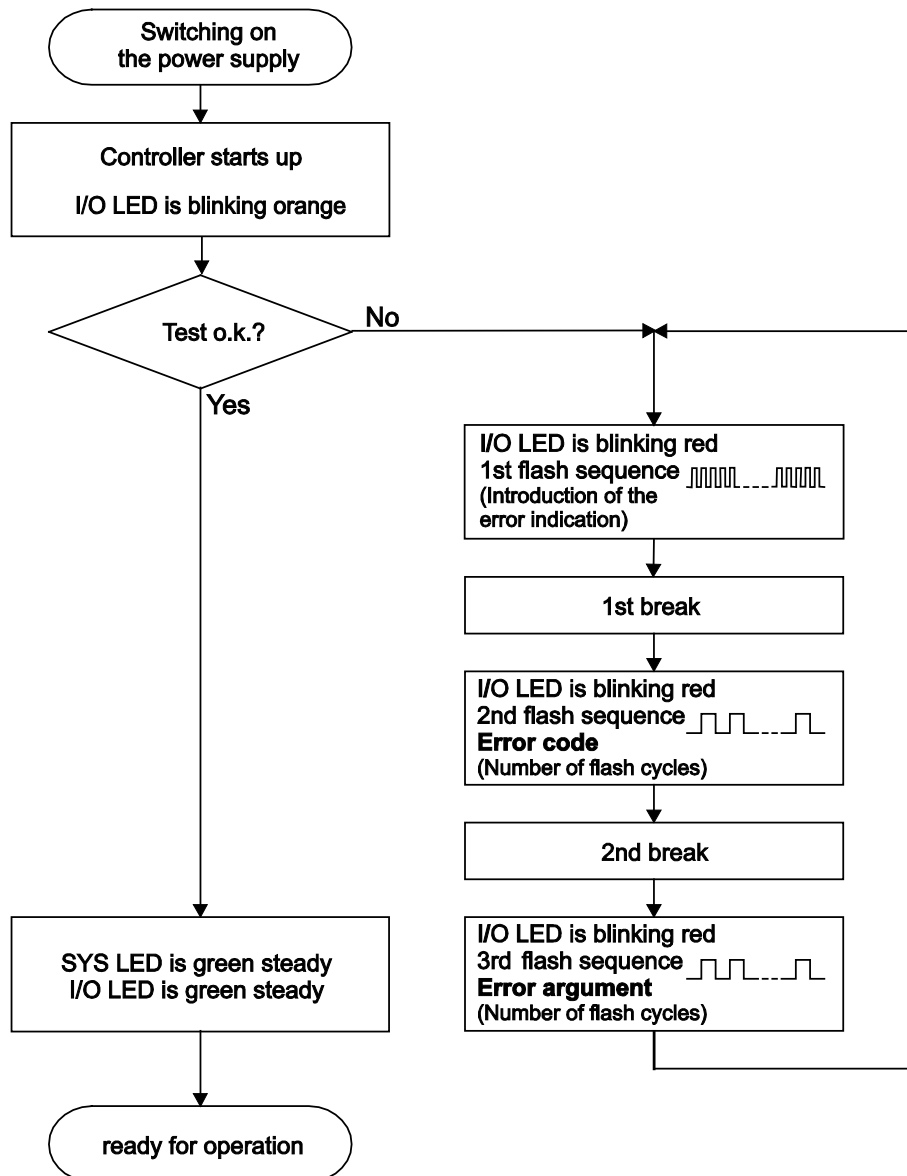 Switching on
the power supply
Controller starts up
I/O LED is blinking orange
Test o.k.?
No
Yes
I/O LED is blinking red
1st flash sequence
(Introduction of the
error indication)
1st break
I/O LED is blinking red
2nd flash sequence
Error code
(Number of flash cycles)
2nd break
I/O LED is blinking red
3rd flash sequence
Error argument
(Number of flash cycles)
SYS LED is green steady
I/O LED is green steady
ready for operation